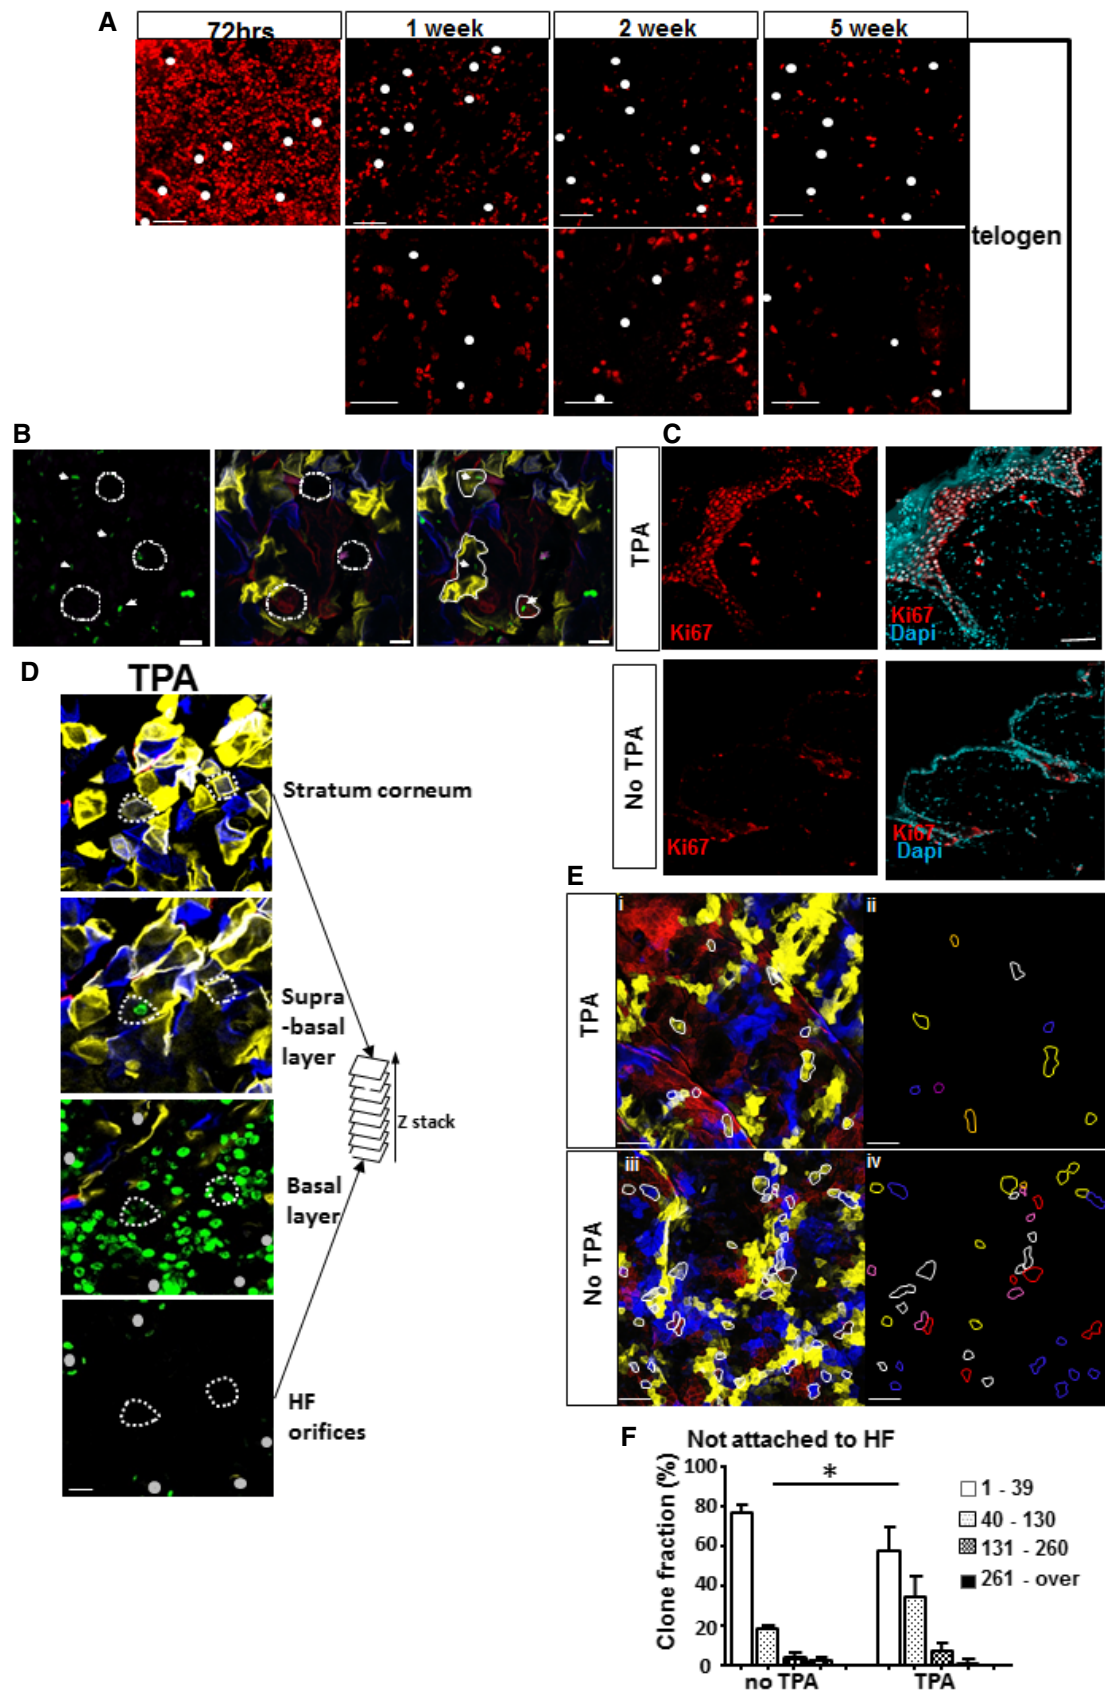 A
72hrs
1 week
2 week
5 week
telogen
B
C
TPA
Ki67
Ki67
Dapi
No TPA
Ki67
Ki67
Dapi
D
TPA
Stratum corneum
Supra
-basal
layer
Z stack
Basal
layer
HF
orifices
E
TPA
i
ii
No TPA
iii
iv
F
Not attached to HF
Clone fraction (%)
100
80
60
40
20
0
*
no TPA
TPA
1 - 39
40 - 130
131 - 260
261 - over